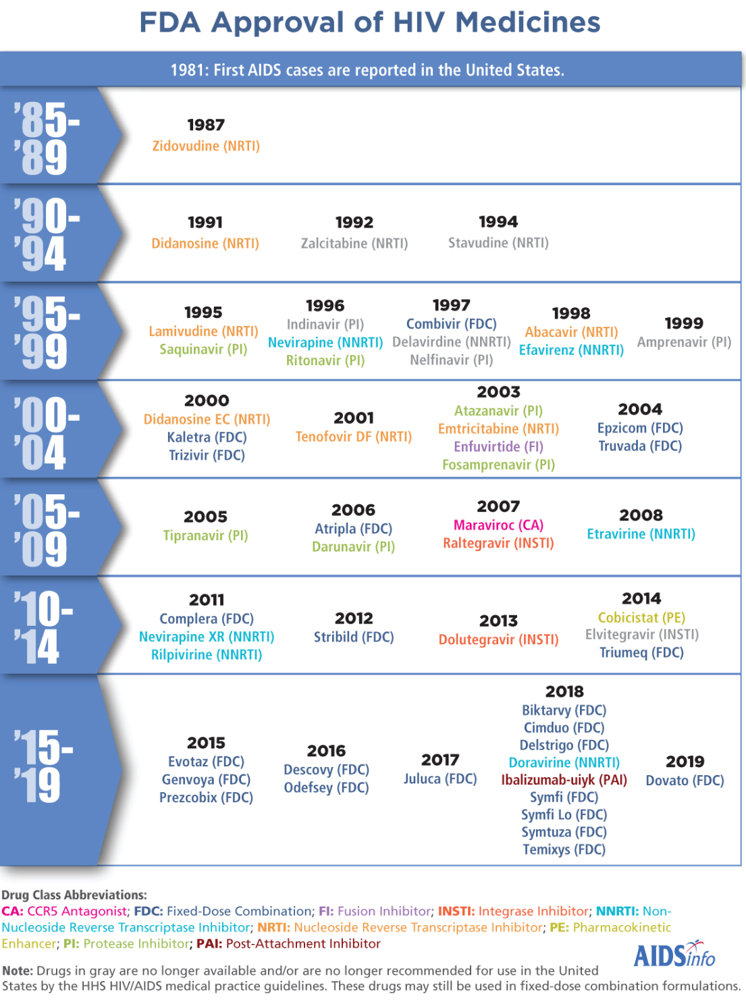 FDA Approval of HIV Medicines
1981: First AIDS cases are reported in the United States.
’85-
’89
1987
Zidovudine (NRTI)
’90-
’94
1991
Didanosine (NRTI)
1992
Zalcitabine (NRTI)
1994
Stavudine (NRTI)
’95-
’99
1995
Lamivudine (NRTI)
Saquinavir (PI)
1996
Indinavir (PI)
Nevirapine (NNRTI)
Ritonavir (PI)
1997
Combivir (FDC)
Delavirdine (NNRTI)
Nelfinavir (PI)
1998
Abacavir (NRTI)
Efavirenz (NNRTI)
1999
Amprenavir (PI)
’00-
’04
2000
Didanosine EC (NRTI)
Kaletra (FDC)
Trizivir (FDC)
2001
Tenofovir DF (NRTI)
2003
Atazanavir (PI)
Emtricitabine (NRTI)
Enfuvirtide (FI)
Fosamprenavir (PI)
2004
Epzicom (FDC)
Truvada (FDC)
’05-
’09
2005
Tipranavir (PI)
2006
Atripla (FDC)
Darunavir (PI)
2007
Maraviroc (CA)
Raltegravir (INSTI)
2008
Etravirine (NNRTI)
’10-
’14
2011
Complera (FDC)
Nevirapine XR (NNRTI)
Rilpivirine (NNRTI)
2012
Stribild (FDC)
2013
Dolutegravir (INSTI)
2014
Cobicistat (PE)
Elvitegravir (INSTI)
Triumeq (FDC)
’15-
’19
2015
Evotaz (FDC)
Genvoya (FDC)
Prezcobix (FDC)
2016
Descovy (FDC)
Odefsey (FDC)
2017
Juluca (FDC)
2018
Biktarvy (FDC)
Cimduo (FDC)
Delstrigo (FDC)
Doravirine (NNRTI)
Ibalizumab-uiyk (PAI)
Symfi (FDC)
Symfi Lo (FDC)
Symtuza (FDC)
Temixys (FDC)
2019
Dovato (FDC)
Drug Class Abbreviations:
CA: CCR5 Antagonist; FDC: Fixed-Dose Combination; FI: Fusion Inhibitor; INSTI: Integrase Inhibitor; NNRTI: Non-
Nucleoside Reverse Transcriptase Inhibitor; NRTI: Nucleoside Reverse Transcriptase Inhibitor; PE: Pharmacokinetic
Enhancer; PI: Protease Inhibitor; PAI: Post-Attachment Inhibitor
AIDSinfo
Note: Drugs in gray are no longer available and/or are no longer recommended for use in the United
States by the HHS HIV/AIDS medical practice guidelines. These drugs may still be used in fixed-dose combination formulations.